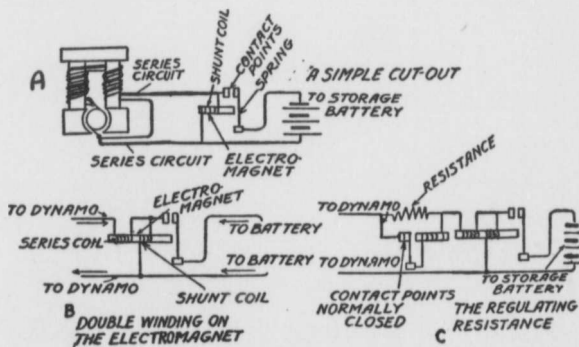 A
SERIES
CIRCUIT
SHUNT COIL
CONTACT
POINTS
SPRING
A SIMPLE CUT-OUT
TO STORAGE
BATTERY
SERIES CIRCUIT
ELECTRO-
MAGNET
ELECTRO-
MAGNET
TO DYNAMO
SERIES COIL
TO BATTERY
TO BATTERY
TO DYNAMO
SHUNT COIL
B
DOUBLE WINDING ON
THE ELECTROMAGNET
RESISTANCE
TO DYNAMO
TO DYNAMO
TO STORAGE
BATTERY
CONTACT POINTS
NORMALLY
CLOSED
C
THE REGULATING
RESISTANCE